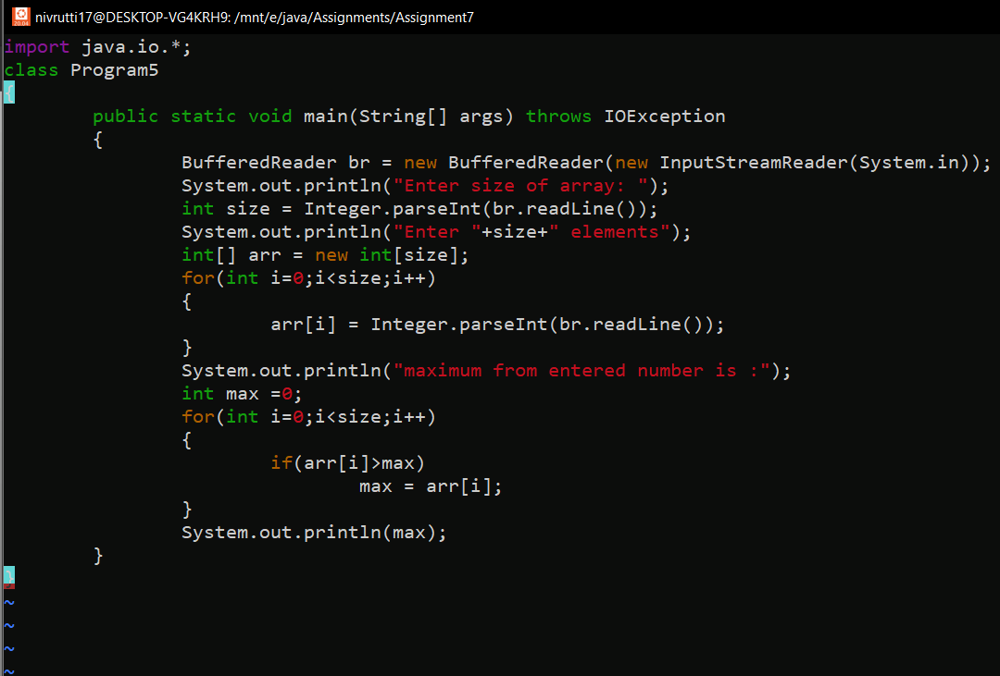 20.04 nivrutti17@DESKTOP-VG4KRH9: /mnt/e/java/Assignments/Assignment7
import java.io.*;
class Program5
{
        public static void main(String[] args) throws IOException
        {
                BufferedReader br = new BufferedReader(new InputStreamReader(System.in));
                System.out.println("Enter size of array: ");
                int size = Integer.parseInt(br.readLine());
                System.out.println("Enter "+size+" elements");
                int[] arr = new int[size];
                for(int i=0;i<size;i++)
                {
                        arr[i] = Integer.parseInt(br.readLine());
                }
                System.out.println("maximum from entered number is :");
                int max =0;
                for(int i=0;i<size;i++)
                {
                        if(arr[i]>max)
                                max = arr[i];
                }
                System.out.println(max);
        }
}
~
~
~
~